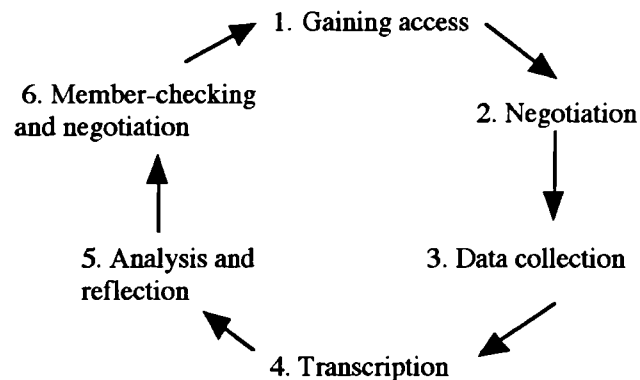 1. Gaining access
2. Negotiation
3. Data collection
4. Transcription
5. Analysis and
reflection
6. Member-checking
and negotiation